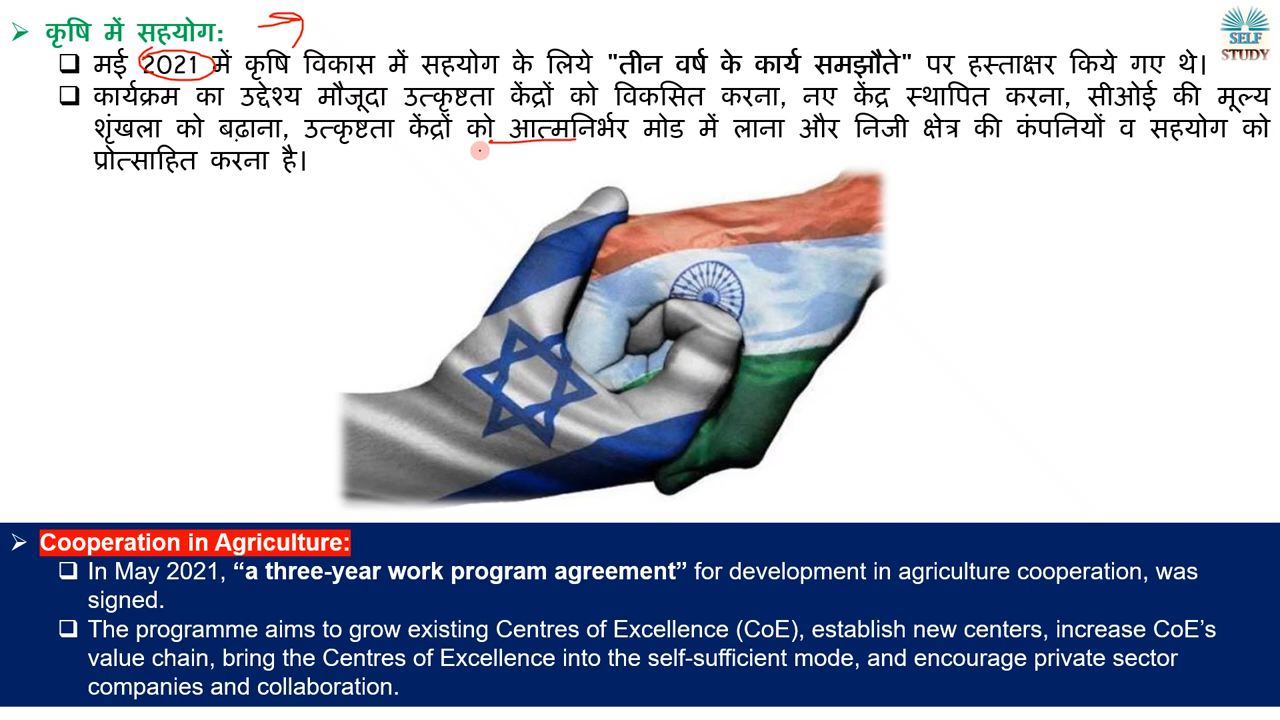 ➢ कृषि में सहयोग:
SELF
STUDY
❑ मई 2021 में कृषि विकास में सहयोग के लिये "तीन वर्ष के कार्य समझौते" पर हस्ताक्षर किये गए थे।
❑ कार्यक्रम का उद्देश्य मौजूदा उत्कृष्टता केंद्रों को विकसित करना, नए केंद्र स्थापित करना, सीओई की मूल्य
शृंखला को बढ़ाना, उत्कृष्टता केंद्रों को आत्मनिर्भर मोड में लाना और निजी क्षेत्र की कंपनियों व सहयोग को
प्रोत्साहित करना है।
➢ Cooperation in Agriculture:
❑ In May 2021, “a three-year work program agreement” for development in agriculture cooperation, was
signed.
❑ The programme aims to grow existing Centres of Excellence (CoE), establish new centers, increase CoE’s
value chain, bring the Centres of Excellence into the self-sufficient mode, and encourage private sector
companies and collaboration.